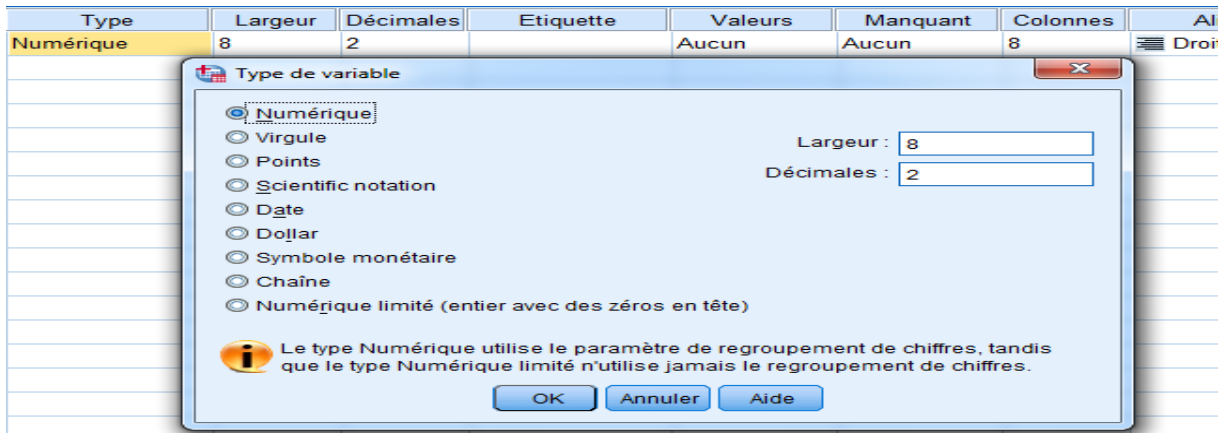 Type Largeur Décimales Etiquette Valeurs Manquant Colonnes
Numérique 8 2 Aucun Aucun 8
Type de variable
Numérique
Virgule
Largeur : 8
Points
Décimales : 2
Scientific notation
Date
Dollar
Symbole monétaire
Chaîne
Numérique limité (entier avec des zéros en tête)
Le type Numérique utilise le paramètre de regroupement de chiffres, tandis
que le type Numérique limité n'utilise jamais le regroupement de chiffres.
OK Annuler Aide